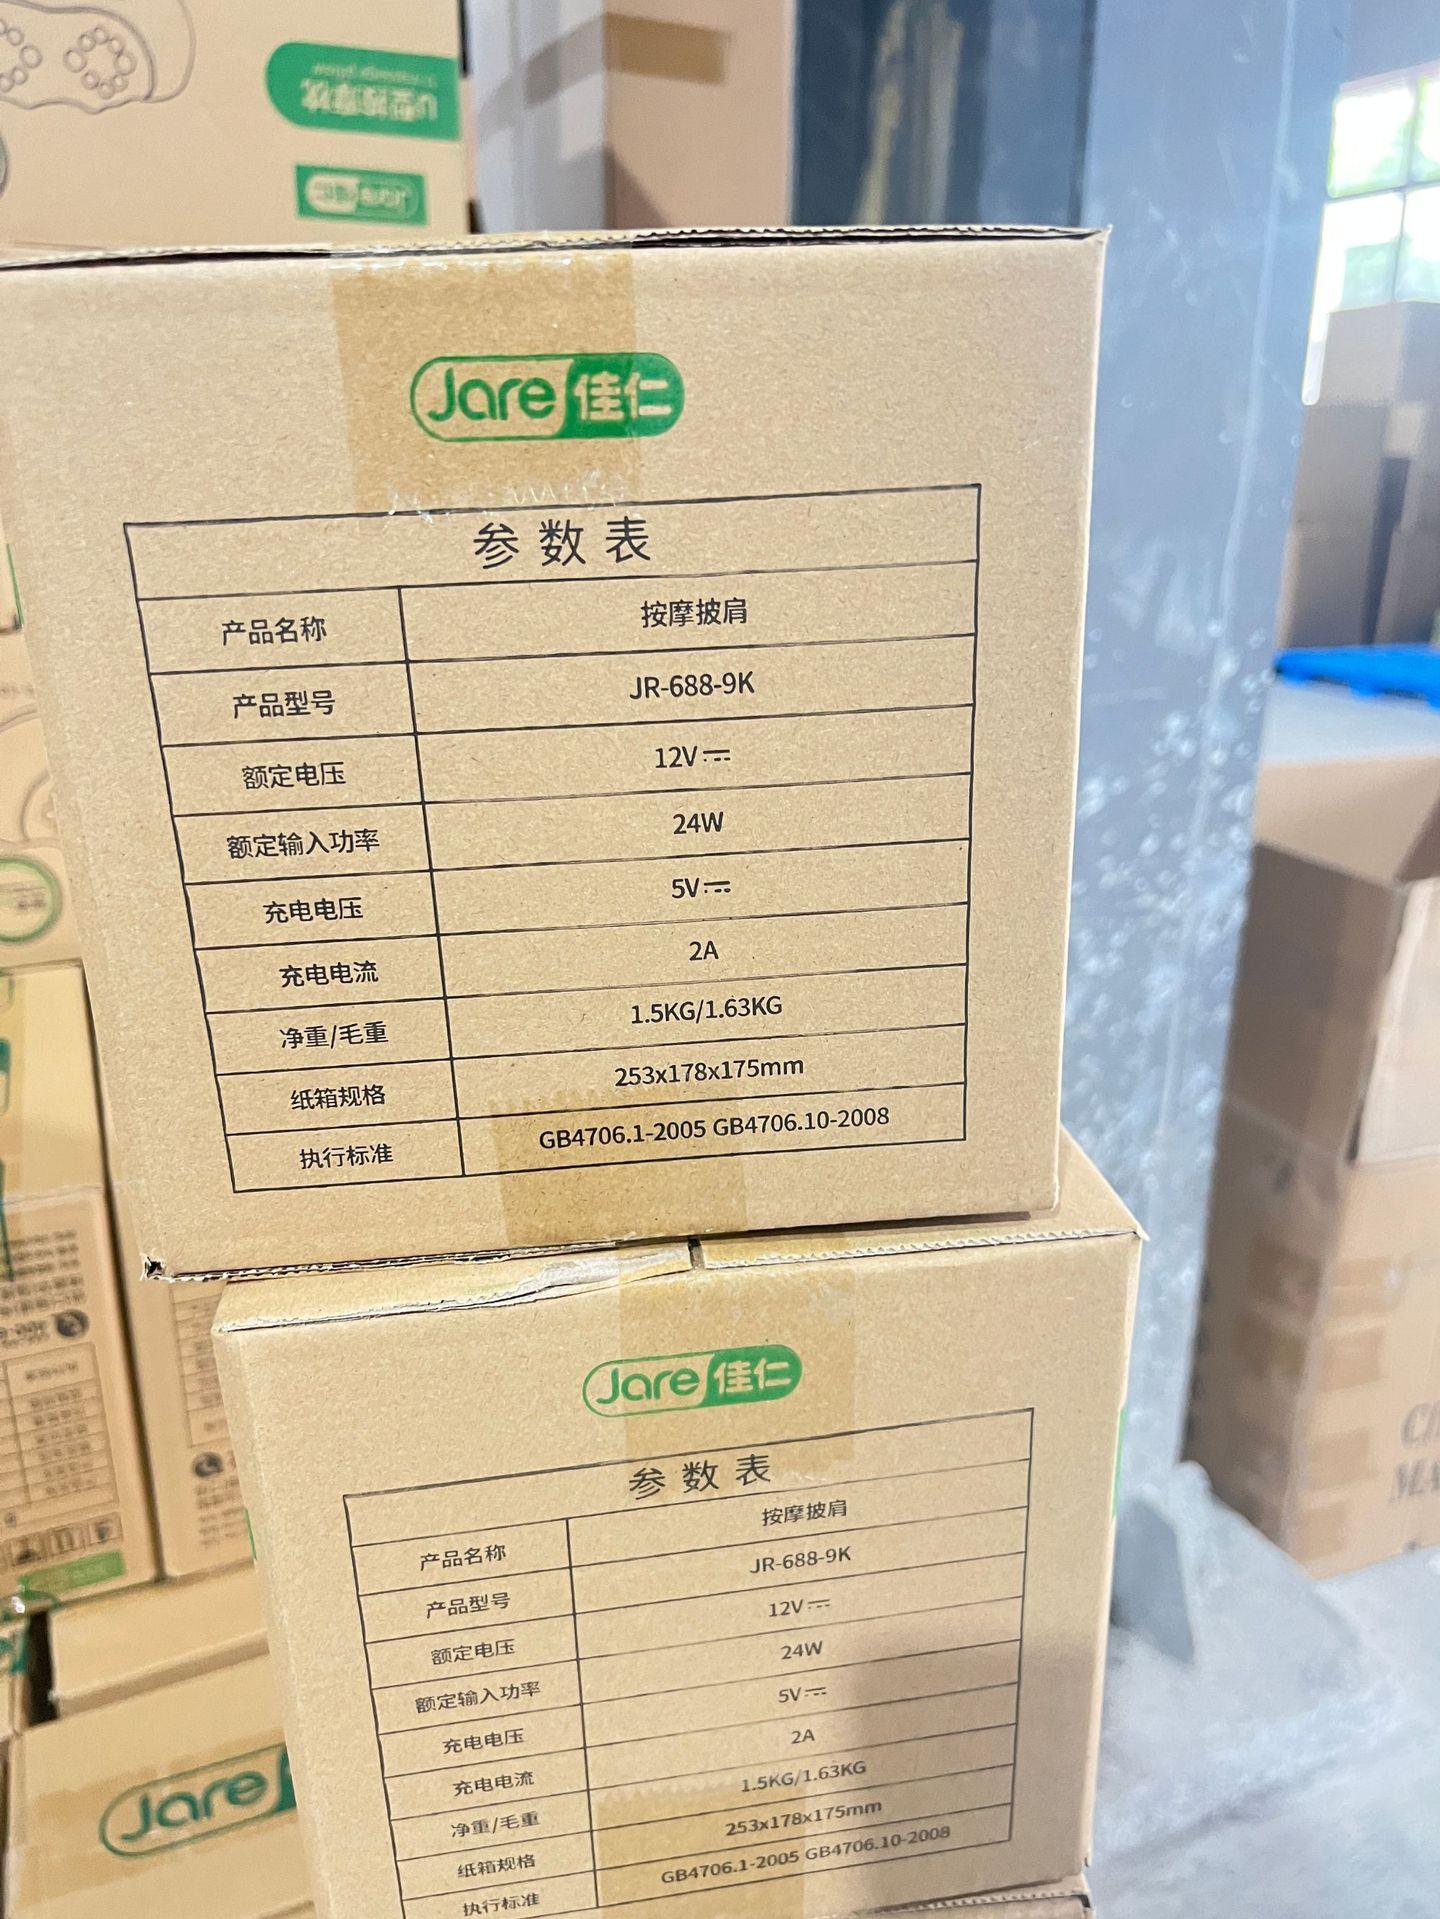 U型按摩枕
Jare 佳仁
参数表
产品名称 按摩披肩
产品型号 JR-688-9K
额定电压 12V⎓
额定输入功率 24W
充电电压 5V⎓
充电电流 2A
净重/毛重 1.5KG/1.63KG
纸箱规格 253x178x175mm
执行标准 GB4706.1-2005 GB4706.10-2008
Jare 佳仁
参数表
产品名称 按摩披肩
产品型号 JR-688-9K
额定电压 12V⎓
额定输入功率 24W
充电电压 5V⎓
充电电流 2A
净重/毛重 1.5KG/1.63KG
纸箱规格 253x178x175mm
执行标准 GB4706.1-2005 GB4706.10-2008
Jare